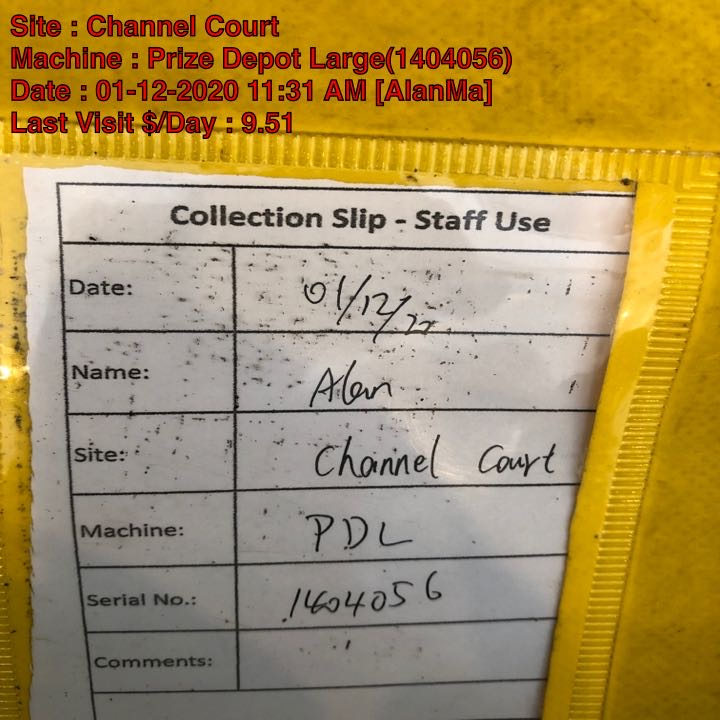 Site : Channel Court
Machine : Prize Depot Large(1404056)
Date : 01-12-2020 11:31 AM [AlanMa]
Last Visit $/Day : 9.51
Collection Slip - Staff Use
Date: 01/12/22
Name: Alan
Site: Channel Court
Machine: PDL
Serial No.: 1404056
Comments: